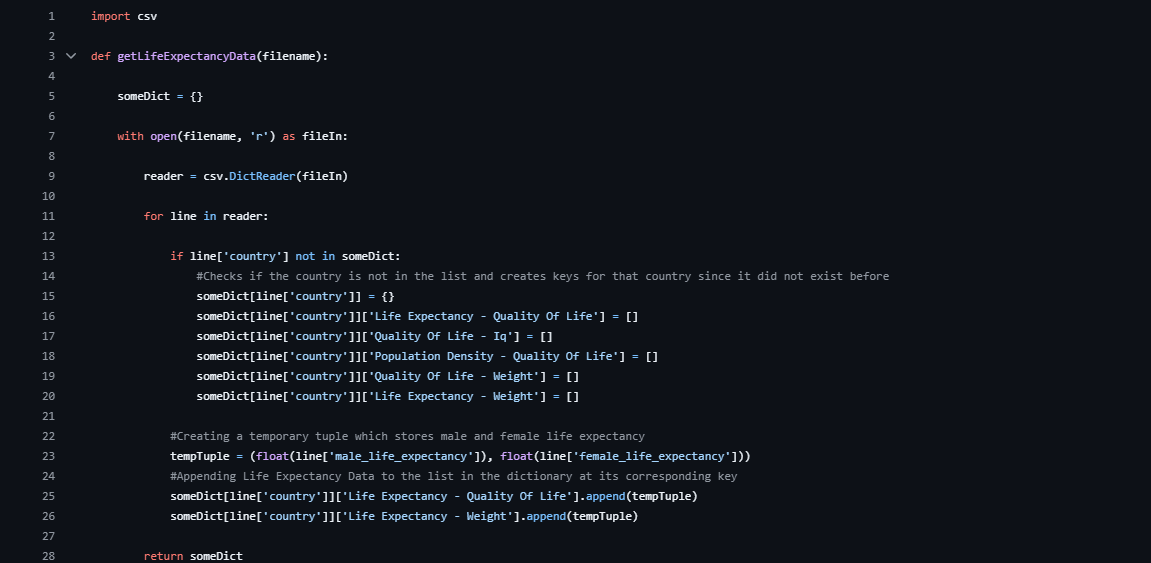 1 import csv
2
3 def getLifeExpectancyData(filename):
4
5 someDict = {}
6
7 with open(filename, 'r') as fileIn:
8
9 reader = csv.DictReader(fileIn)
10
11 for line in reader:
12
13 if line['country'] not in someDict:
14 #Checks if the country is not in the list and creates keys for that country since it did not exist before
15 someDict[line['country']] = {}
16 someDict[line['country']]['Life Expectancy - Quality Of Life'] = []
17 someDict[line['country']]['Quality Of Life - Iq'] = []
18 someDict[line['country']]['Population Density - Quality Of Life'] = []
19 someDict[line['country']]['Quality Of Life - Weight'] = []
20 someDict[line['country']]['Life Expectancy - Weight'] = []
21
22 #Creating a temporary tuple which stores male and female life expectancy
23 tempTuple = (float(line['male_life_expectancy']), float(line['female_life_expectancy']))
24 #Appending Life Expectancy Data to the list in the dictionary at its corresponding key
25 someDict[line['country']]['Life Expectancy - Quality Of Life'].append(tempTuple)
26 someDict[line['country']]['Life Expectancy - Weight'].append(tempTuple)
27
28 return someDict